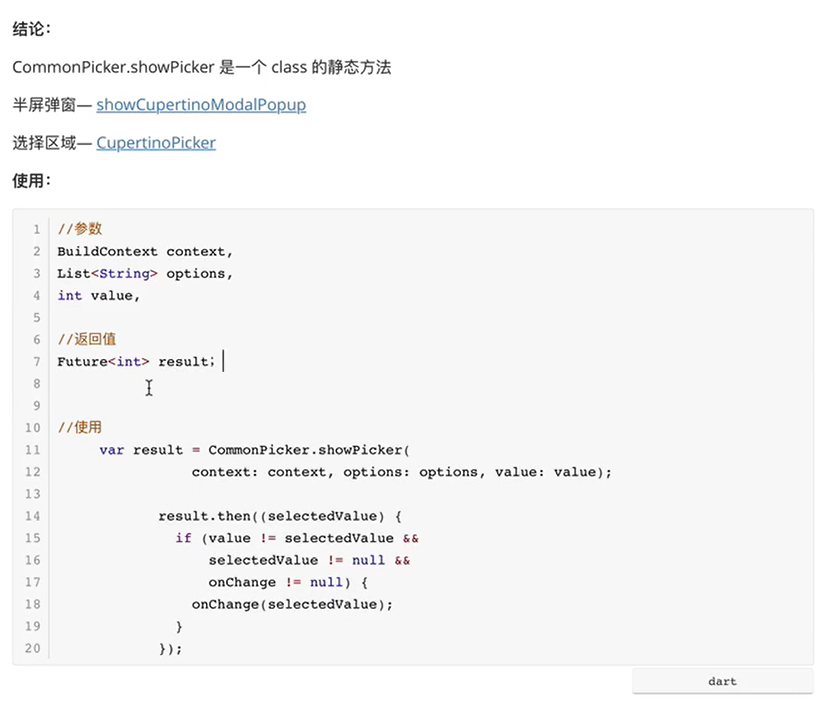 结论：
CommonPicker.showPicker 是一个 class 的静态方法
半屏弹窗— showCupertinoModalPopup
选择区域— CupertinoPicker
使用：
1 //参数
2 BuildContext context,
3 List<String> options,
4 int value,
5
6 //返回值
7 Future<int> result;
8
9
10 //使用
11 var result = CommonPicker.showPicker(
12 context: context, options: options, value: value);
13
14 result.then((selectedValue) {
15 if (value != selectedValue &&
16 selectedValue != null &&
17 onChange != null) {
18 onChange(selectedValue);
19 }
20 });
dart